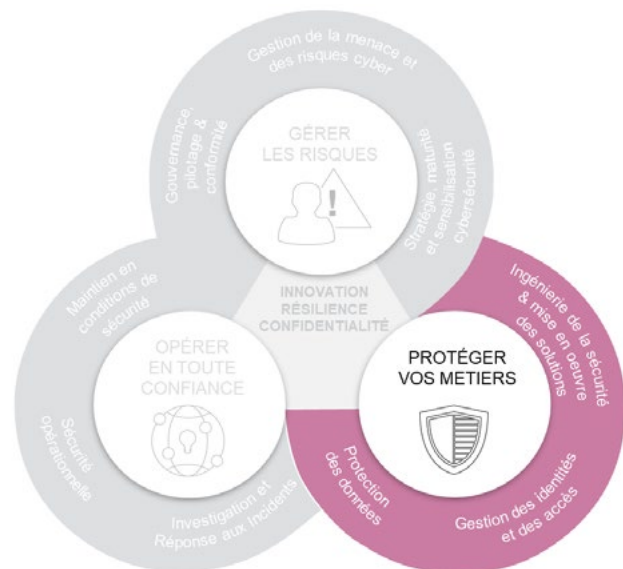 Gestion de la menace et
des risques cyber
Gouvernance,
pilotage &
conformité
GÉRER
LES RISQUES
!
Stratégie, maturité
et sensibilisation
cybersécurité
INNOVATION
RÉSILIENCE
CONFIDENTIALITÉ
Maintien en
conditions de
sécurité
OPÉRER
EN TOUTE
CONFIANCE
Sécurité
opérationnelle
Investigation et
Réponse aux Incidents
PROTÉGER
VOS METIERS
Ingénierie de la sécurité
& mise en oeuvre
des solutions
Protection
des données
Gestion des identités
et des accès